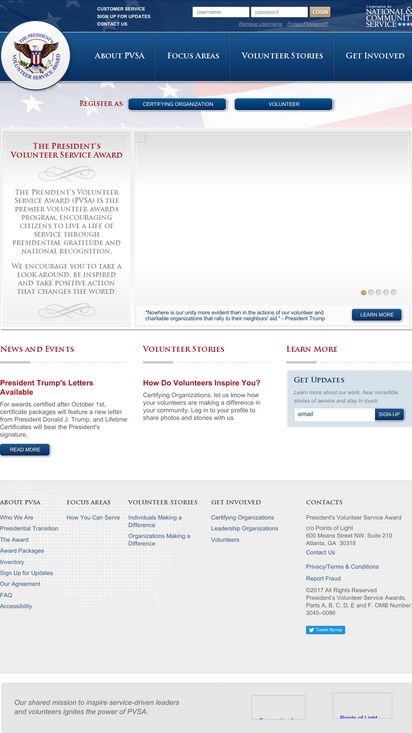 CUSTOMER SERVICE
SIGN UP FOR UPDATES
CONTACT US
username
password
LOGIN
Retrieve Username
Forgot Password?
Corporation for
NATIONAL &
COMMUNITY
SERVICE
THE PRESIDENT'S
VOLUNTEER SERVICE AWARD
ABOUT PVSA
FOCUS AREAS
VOLUNTEER STORIES
GET INVOLVED
REGISTER AS:
CERTIFYING ORGANIZATION
VOLUNTEER
THE PRESIDENT'S
VOLUNTEER SERVICE AWARD
THE PRESIDENT'S VOLUNTEER
SERVICE AWARD (PVSA) IS THE
PREMIER VOLUNTEER AWARDS
PROGRAM, ENCOURAGING
CITIZENS TO LIVE A LIFE OF
SERVICE THROUGH
PRESIDENTIAL GRATITUDE AND
NATIONAL RECOGNITION.
WE ENCOURAGE YOU TO TAKE A
LOOK AROUND, BE INSPIRED
AND TAKE POSITIVE ACTION
THAT CHANGES THE WORLD.
"Nowhere is our unity more evident than in the actions of our volunteer and
charitable organizations that rally to their neighbors' aid." - President Trump
LEARN MORE
NEWS AND EVENTS
President Trump's Letters
Available
For awards certified after October 1st,
certificate packages will feature a new letter
from President Donald J. Trump, and Lifetime
Certificates will bear the President's
signature.
READ MORE
VOLUNTEER STORIES
How Do Volunteers Inspire You?
Certifying Organizations, let us know how
your volunteers are making a difference in
your community. Log in to your profile to
share photos and stories with us.
LEARN MORE
GET UPDATES
Learn more about our work, hear incredible
stories of service and stay in touch
email
SIGN-UP
ABOUT PVSA
Who We Are
Presidential Transition
The Award
Award Packages
Inventory
Sign Up for Updates
Our Agreement
FAQ
Accessibility
FOCUS AREAS
How You Can Serve
VOLUNTEER STORIES
Individuals Making a
Difference
Organizations Making a
Difference
GET INVOLVED
Certifying Organizations
Leadership Organizations
Volunteers
CONTACTS
President's Volunteer Service Award
c/o Points of Light
600 Means Street NW, Suite 210
Atlanta, GA 30318
Contact Us
Privacy/Terms & Conditions
Report Fraud
©2017 All Rights Reserved
President's Volunteer Service Awards,
Parts A, B, C, D, E and F. OMB Number:
3045–0086
Tweet #pvsa
Our shared mission to inspire service-driven leaders
and volunteers ignites the power of PVSA.
Points of Light